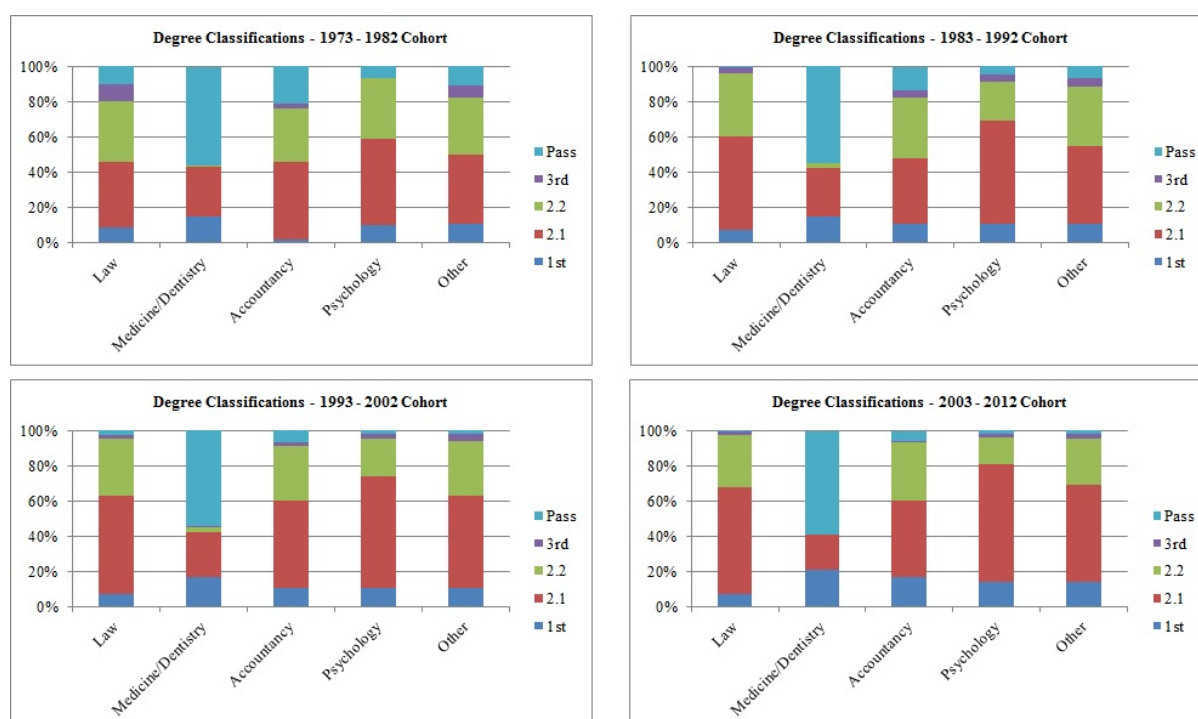 Degree Classifications - 1973 - 1982 Cohort
100%
80%
60%
40%
20%
0%
Law
Medicine/Dentistry
Accountancy
Psychology
Other
Pass
3rd
2.2
2.1
1st
Degree Classifications - 1983 - 1992 Cohort
100%
80%
60%
40%
20%
0%
Law
Medicine/Dentistry
Accountancy
Psychology
Other
Pass
3rd
2.2
2.1
1st
Degree Classifications - 1993 - 2002 Cohort
100%
80%
60%
40%
20%
0%
Law
Medicine/Dentistry
Accountancy
Psychology
Other
Pass
3rd
2.2
2.1
1st
Degree Classifications - 2003 - 2012 Cohort
100%
80%
60%
40%
20%
0%
Law
Medicine/Dentistry
Accountancy
Psychology
Other
Pass
3rd
2.2
2.1
1st